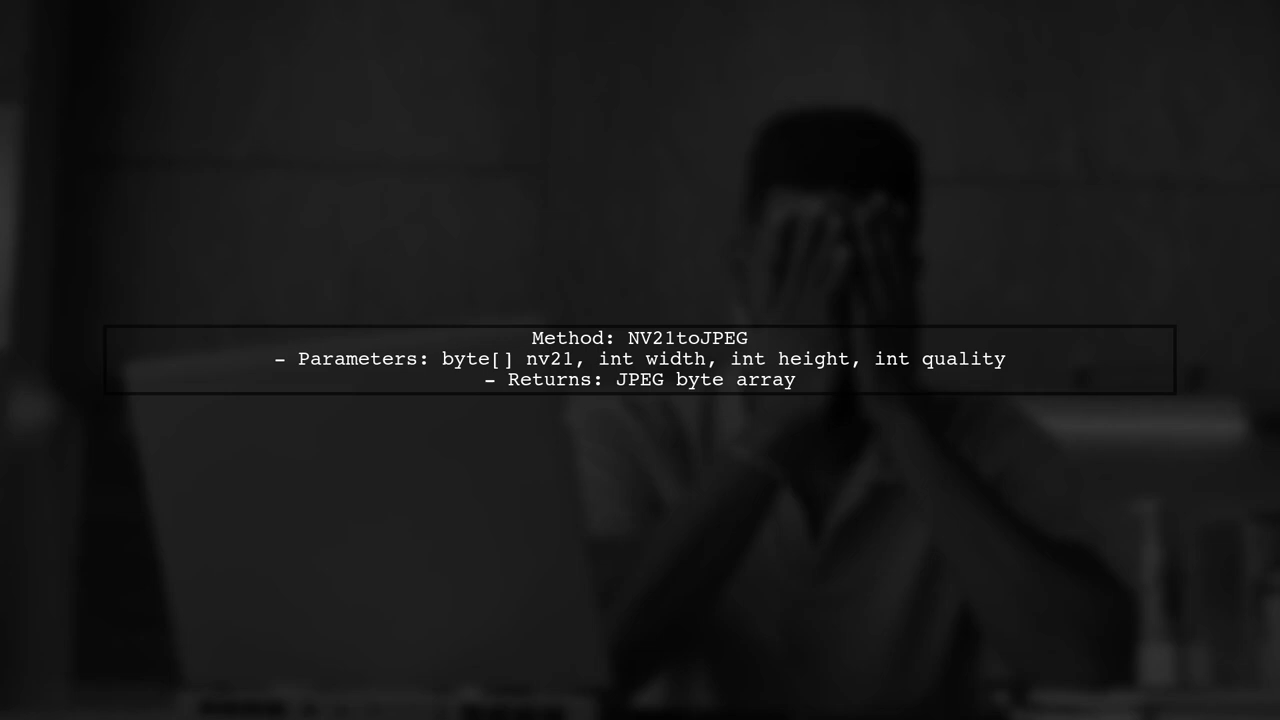 Method: NV21toJPEG
- Parameters: byte[] nv21, int width, int height, int quality
- Returns: JPEG byte array